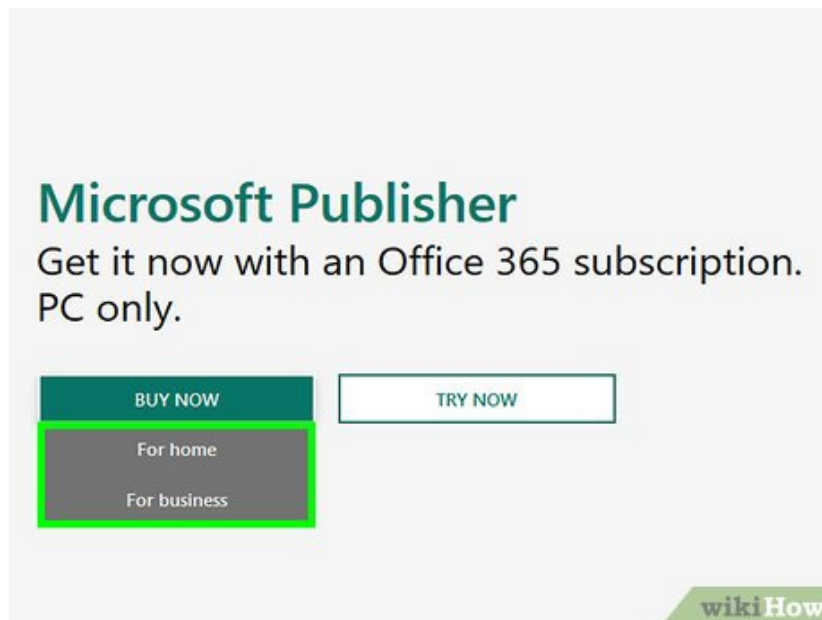 Microsoft Publisher
Get it now with an Office 365 subscription.
PC only.
BUY NOW
TRY NOW
For home
For business
wikiHow